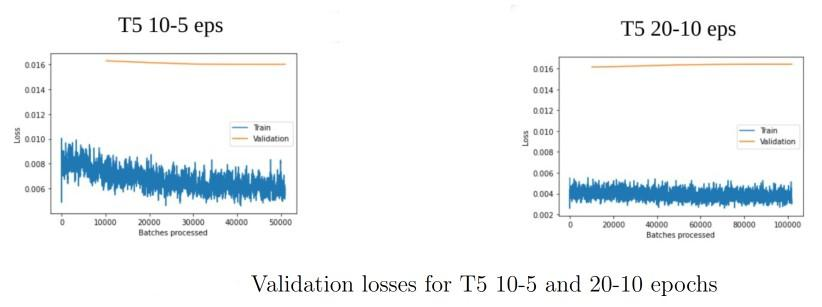 T5 10-5 eps
T5 20-10 eps
0.016
0.014
0.012
0.010
0.008
0.006
Loss
Train
Validation
0
10000
20000
30000
40000
50000
Batches processed
0.016
0.014
0.012
0.010
0.008
0.006
0.004
0.002
Loss
Train
Validation
0
20000
40000
60000
80000
100000
Batches processed
Validation losses for T5 10-5 and 20-10 epochs